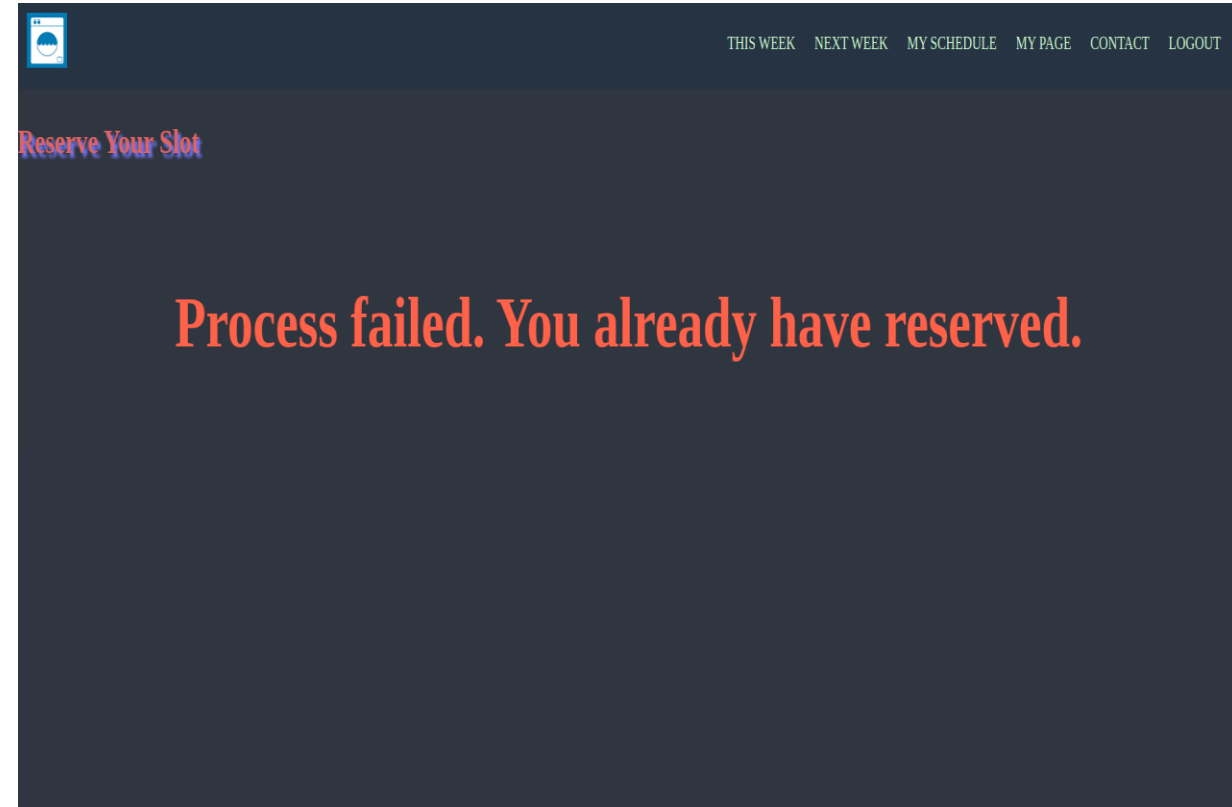 THIS WEEK NEXT WEEK MY SCHEDULE MY PAGE CONTACT LOGOUT
Reserve Your Slot
Process failed. You already have reserved.